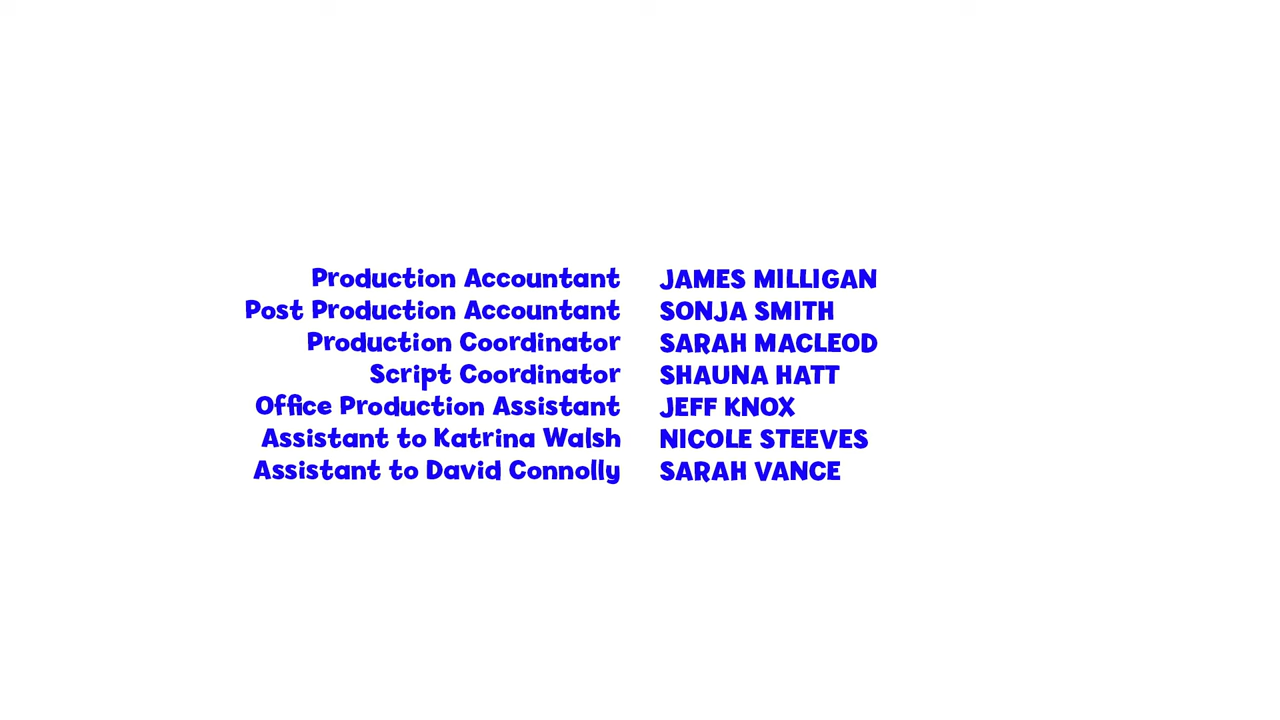 Production Accountant JAMES MILLIGAN
Post Production Accountant SONJA SMITH
Production Coordinator SARAH MACLEOD
Script Coordinator SHAUNA HATT
Office Production Assistant JEFF KNOX
Assistant to Katrina Walsh NICOLE STEEVES
Assistant to David Connolly SARAH VANCE